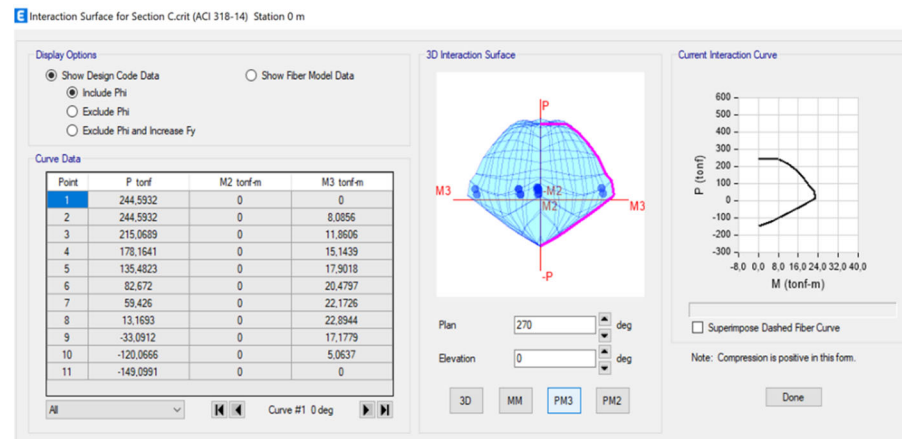 E Interaction Surface for Section C.crit (ACI 318-14) Station 0 m
Display Options
Show Design Code Data
Show Fiber Model Data
Include Phi
Exclude Phi
Exclude Phi and Increase Fy
Curve Data
Point P tonf M2 tonf-m M3 tonf-m
1 244,5932 0 0
2 244,5932 0 8,0856
3 215,0689 0 11,8606
4 178,1641 0 15,1439
5 135,4823 0 17,9018
6 82,672 0 20,4797
7 59,426 0 22,1726
8 13,1693 0 22,8944
9 -33,0912 0 17,1779
10 -120,0666 0 5,0637
11 -149,0991 0 0
All
Curve #1 0 deg
3D Interaction Surface
P
M3
-M2
M2
M3
-P
Plan 270 deg
Elevation 0 deg
3D MM PM3 PM2
Current Interaction Curve
600
500
400
300
200
100
0
-100
-200
-300
P (tonf)
-8,0 0,0 8,0 16,0 24,0 32,0 40,0
M (tonf-m)
Superimpose Dashed Fiber Curve
Note: Compression is positive in this form.
Done